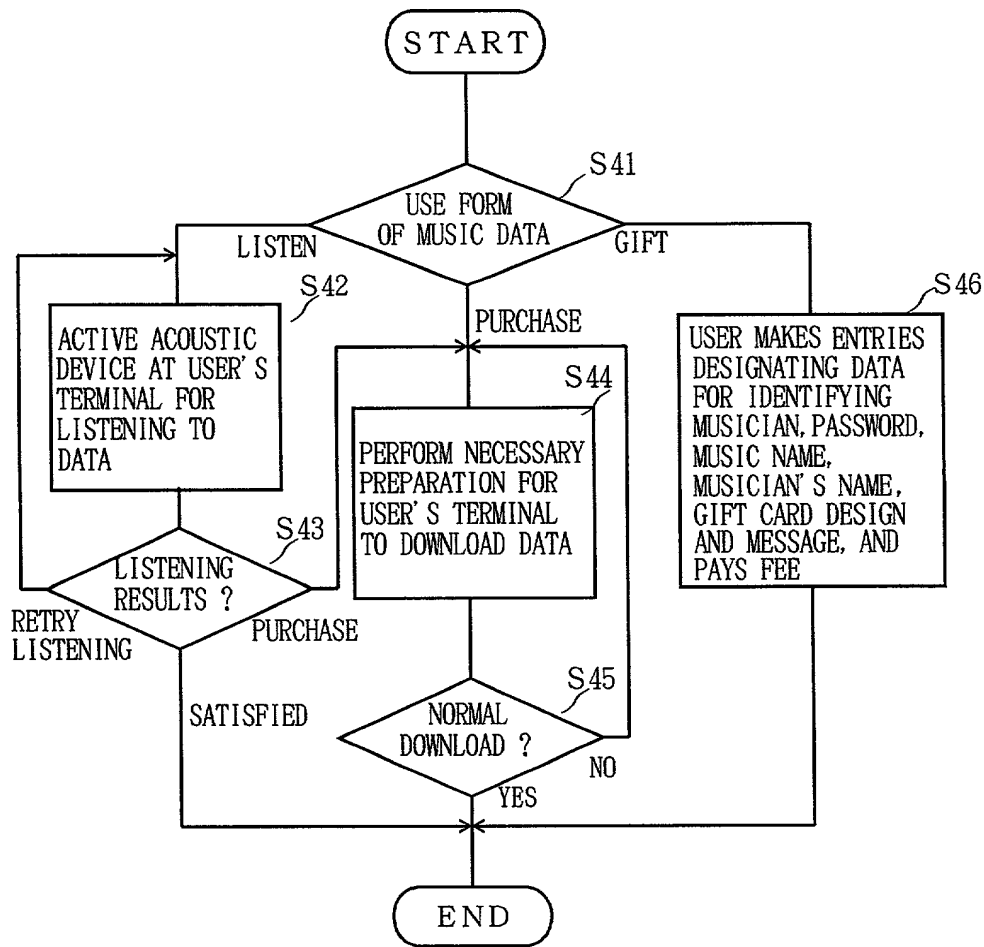 START
S41
USE FORM
OF MUSIC DATA
LISTEN
GIFT
S42
ACTIVE ACOUSTIC
DEVICE AT USER'S
TERMINAL FOR
LISTENING TO
DATA
PURCHASE
S44
PERFORM NECESSARY
PREPARATION FOR
USER'S TERMINAL
TO DOWNLOAD DATA
S46
USER MAKES ENTRIES
DESIGNATING DATA
FOR IDENTIFYING
MUSICIAN, PASSWORD,
MUSIC NAME,
MUSICIAN'S NAME,
GIFT CARD DESIGN
AND MESSAGE, AND
PAYS FEE
S43
LISTENING
RESULTS ?
RETRY
LISTENING
PURCHASE
SATISFIED
S45
NORMAL
DOWNLOAD ?
NO
YES
END